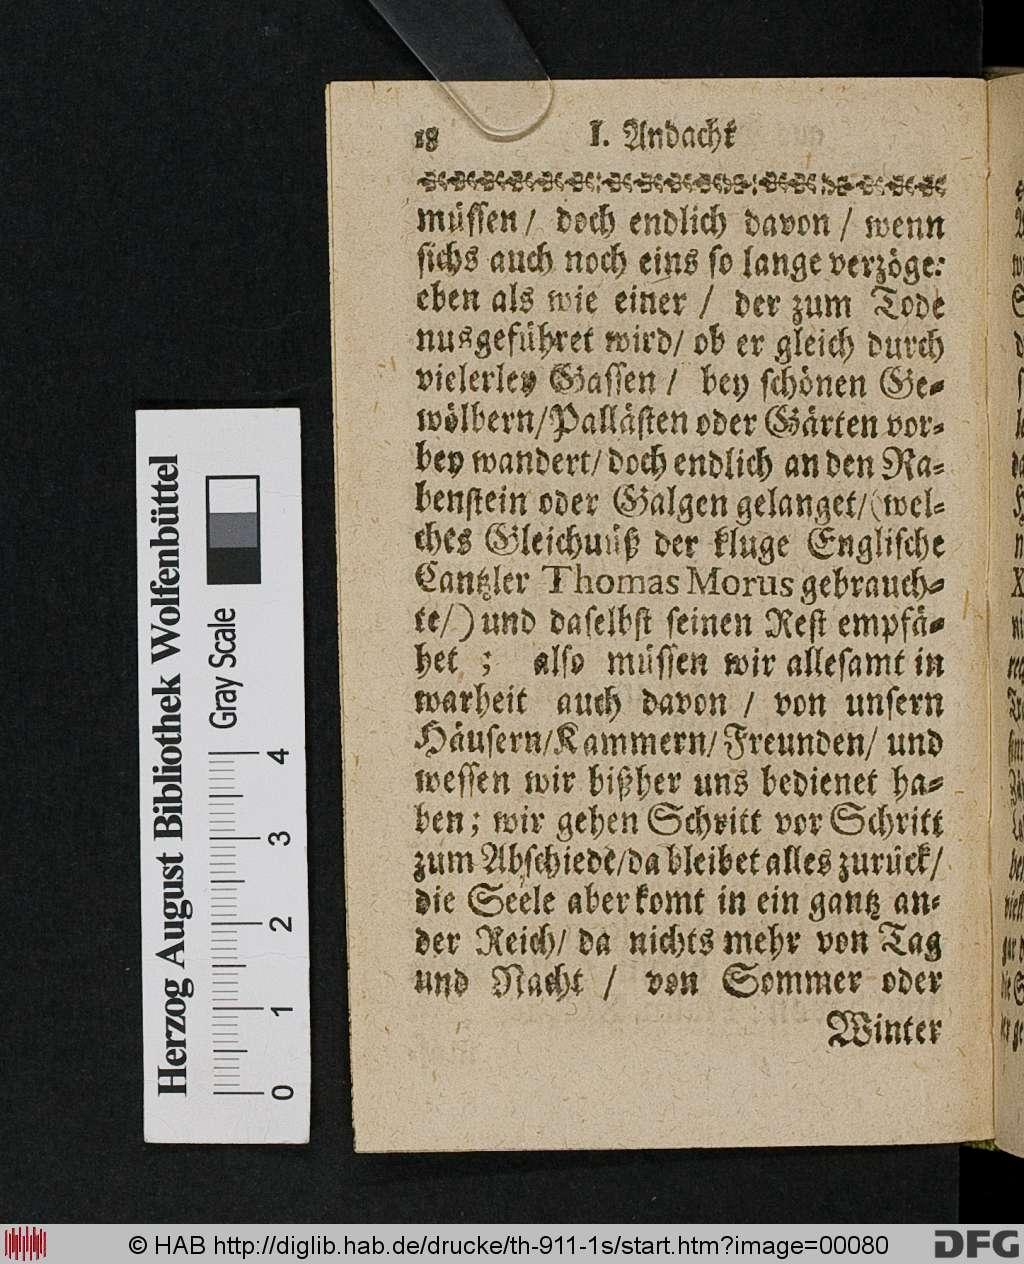 18 I. Andacht
müssen/ doch endlich davon/ wenn
sichs auch noch eins so lange verzöge:
eben als wie einer/ der zum Tode
nusgeführet wird/ ob er gleich durch
vielerley Gassen/ bey schönen Ge-
wölbern/Pallästen oder Gärten vor-
bey wandert/ doch endlich an den Ra-
benstein oder Galgen gelanget/(wel-
ches Gleichnüß der kluge Englische
Cantzler Thomas Morus gebrauch-
te/) und daselbst seinen Rest empfä-
het ; also müssen wir allesamt in
warheit auch davon / von unsern
Häusern/Kammern/Freunden/ und
wessen wir bißher uns bedienet ha-
ben; wir gehen Schritt vor Schritt
zum Abschiede/da bleibet alles zurück/
die Seele aber komt in ein gantz an-
der Reich/ da nichts mehr von Tag
und Nacht / von Sommer oder
Winter
Herzog August Bibliothek Wolfenbüttel
Gray Scale
0 1 2 3 4
© HAB http://diglib.hab.de/drucke/th-911-1s/start.htm?image=00080
DFG